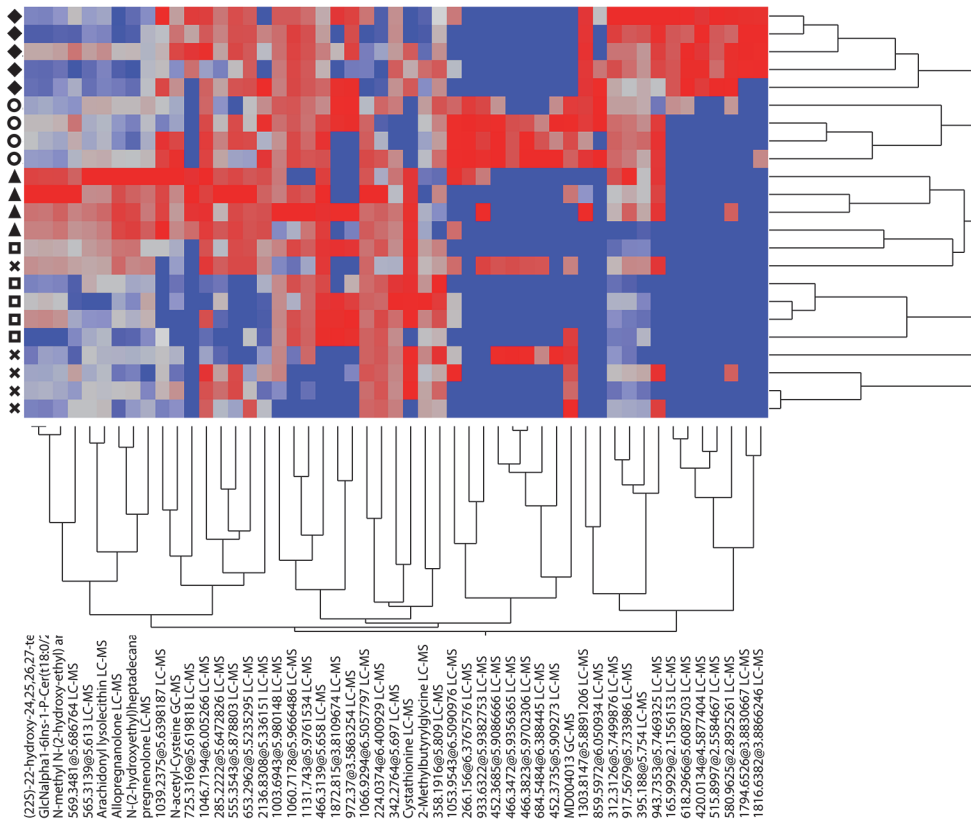 (22S)-22-hydroxy-24,25,26,27-te
GlcNalpha1-6Ins-1-P-Cert(18:0/2
N-methyl N-(2-hydroxy-ethyl) ar
569.3481@5.686764 LC-MS
565.3139@5.613 LC-MS
Arachidonyl lysolecithin LC-MS
Allopregnanolone LC-MS
N-(2-hydroxyethylheptadecana
pregnenolone LC-MS
1039.2375@5.6398187 LC-MS
N-acetyl-Cysteine GC-MS
725.3169@5.619818 LC-MS
1046.7194@6.005266 LC-MS
285.2222@5.6472826 LC-MS
555.3543@5.878803 LC-MS
653.2962@5.5235295 LC-MS
2136.8308@5.336151 LC-MS
1003.6943@5.9801488 LC-MS
1060.7178@5.9666486 LC-MS
1131.743@5.9761534 LC-MS
466.3139@5.658 LC-MS
1872.815@3.8109674 LC-MS
972.37@3.58632254 LC-MS
1066.9294@6.5057797 LC-MS
224.0374@6.400929 LC-MS
342.2764@5.697 LC-MS
Cystathionine LC-MS
2-Methylbutyrylglycine LC-MS
358.1916@5.809 LC-MS
1053.9543@6.5090976 LC-MS
266.156@6.3767576 LC-MS
933.6322@5.9382753 LC-MS
452.3685@5.9086666 LC-MS
466.3472@5.9356365 LC-MS
466.3823@5.9702306 LC-MS
684.5484@6.388445 LC-MS
452.3735@5.909273 LC-MS
MD004013 GC-MS
1303.8147@5.8891206 LC-MS
859.5972@6.050934 LC-MS
312.3126@5.7499876 LC-MS
917.5679@5.733986 LC-MS
395.188@5.754 LC-MS
943.7353@5.7469325 LC-MS
165.9929@2.1556153 LC-MS
618.2966@5.6087503 LC-MS
420.0134@4.5877404 LC-MS
515.8997@2.5584667 LC-MS
580.9625@2.8925261 LC-MS
1794.6526@3.8830667 LC-MS
1816.6382@3.8866246 LC-MS